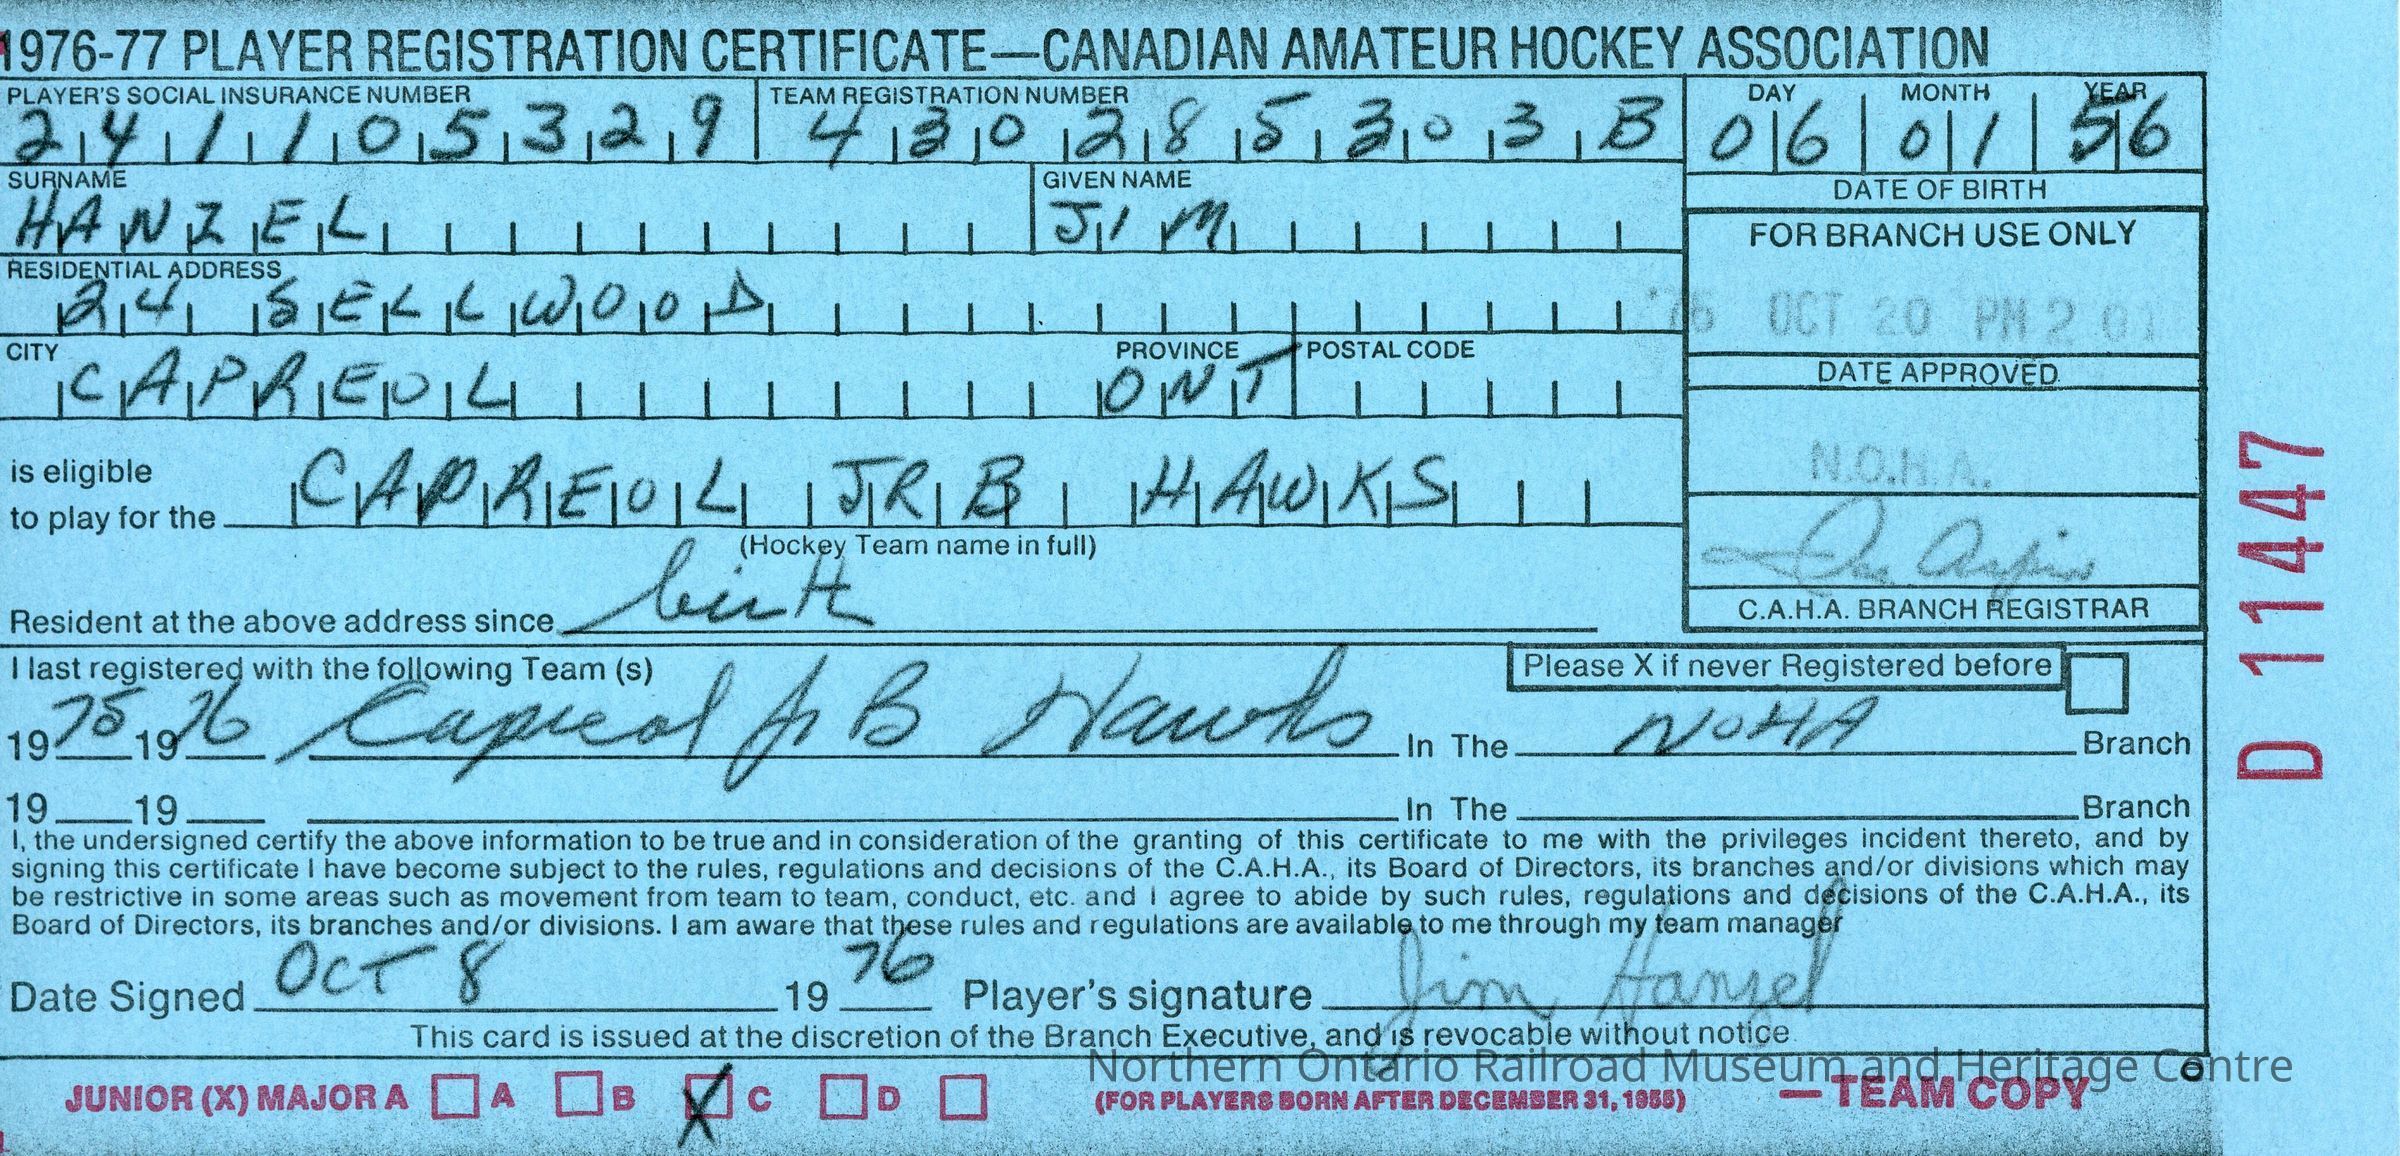 1976-77 PLAYER REGISTRATION CERTIFICATE—CANADIAN AMATEUR HOCKEY ASSOCIATION
PLAYER'S SOCIAL INSURANCE NUMBER TEAM REGISTRATION NUMBER DAY MONTH YEAR
2411105329 430285303B 06 01 56
DATE OF BIRTH
SURNAME GIVEN NAME
HANZEL JIM
FOR BRANCH USE ONLY
RESIDENTIAL ADDRESS
24 SELLWOOD
'76 OCT 20 PM 2 01
CITY PROVINCE POSTAL CODE
CAPREOL ONT
DATE APPROVED
N.O.H.A.
is eligible
to play for the CAPREOL JR B HAWKS
(Hockey Team name in full)
Resident at the above address since birth
C.A.H.A. BRANCH REGISTRAR
I last registered with the following Team (s) Please X if never Registered before
1975 1976 Capreol Jr B Hawks In The NOHA Branch
19 19 In The Branch
I, the undersigned certify the above information to be true and in consideration of the granting of this certificate to me with the privileges incident thereto, and by
signing this certificate I have become subject to the rules, regulations and decisions of the C.A.H.A., its Board of Directors, its branches and/or divisions which may
be restrictive in some areas such as movement from team to team, conduct, etc. and I agree to abide by such rules, regulations and decisions of the C.A.H.A., its
Board of Directors, its branches and/or divisions. I am aware that these rules and regulations are available to me through my team manager
Date Signed OCT 8 1976 Player's signature Jim Hanzel
This card is issued at the discretion of the Branch Executive, and is revocable without notice.
Northern Ontario Railroad Museum and Heritage Centre
JUNIOR (X) MAJOR A A B X C D (FOR PLAYERS BORN AFTER DECEMBER 31, 1955) —TEAM COPY
D 11447